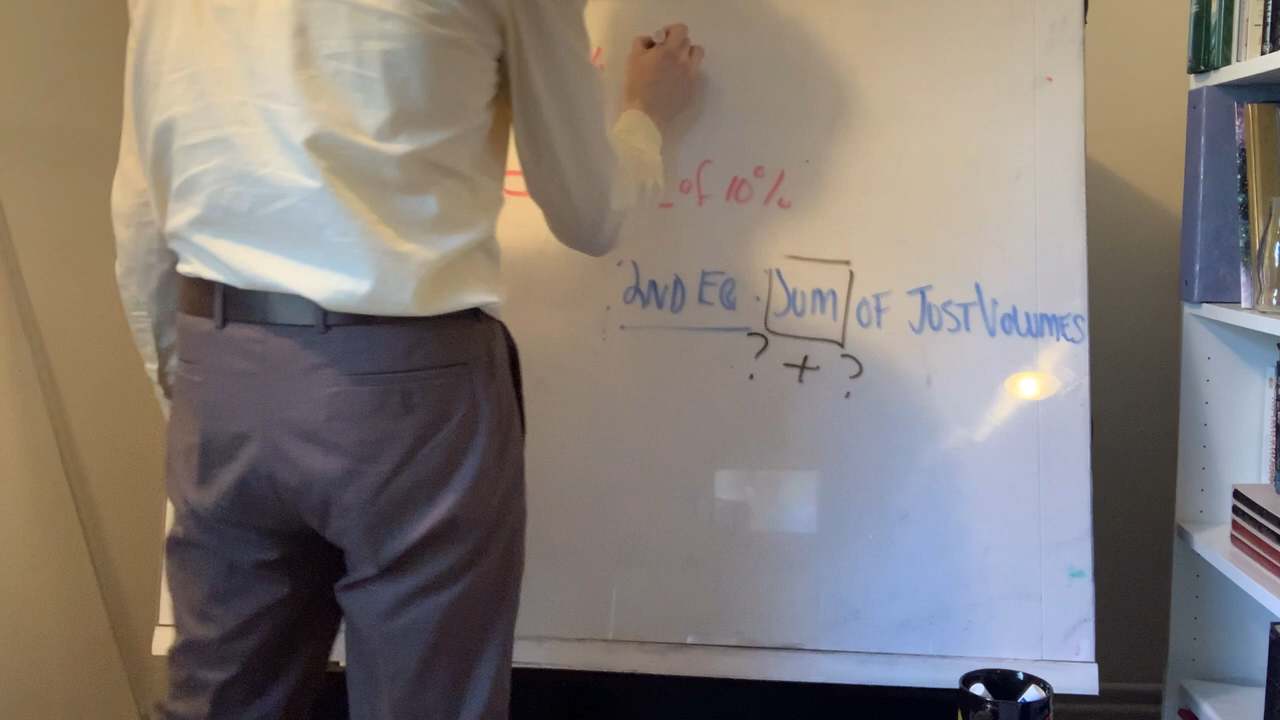 _ of 10%
2ND EQ. SUM OF JUST VOLUMES
? + ?